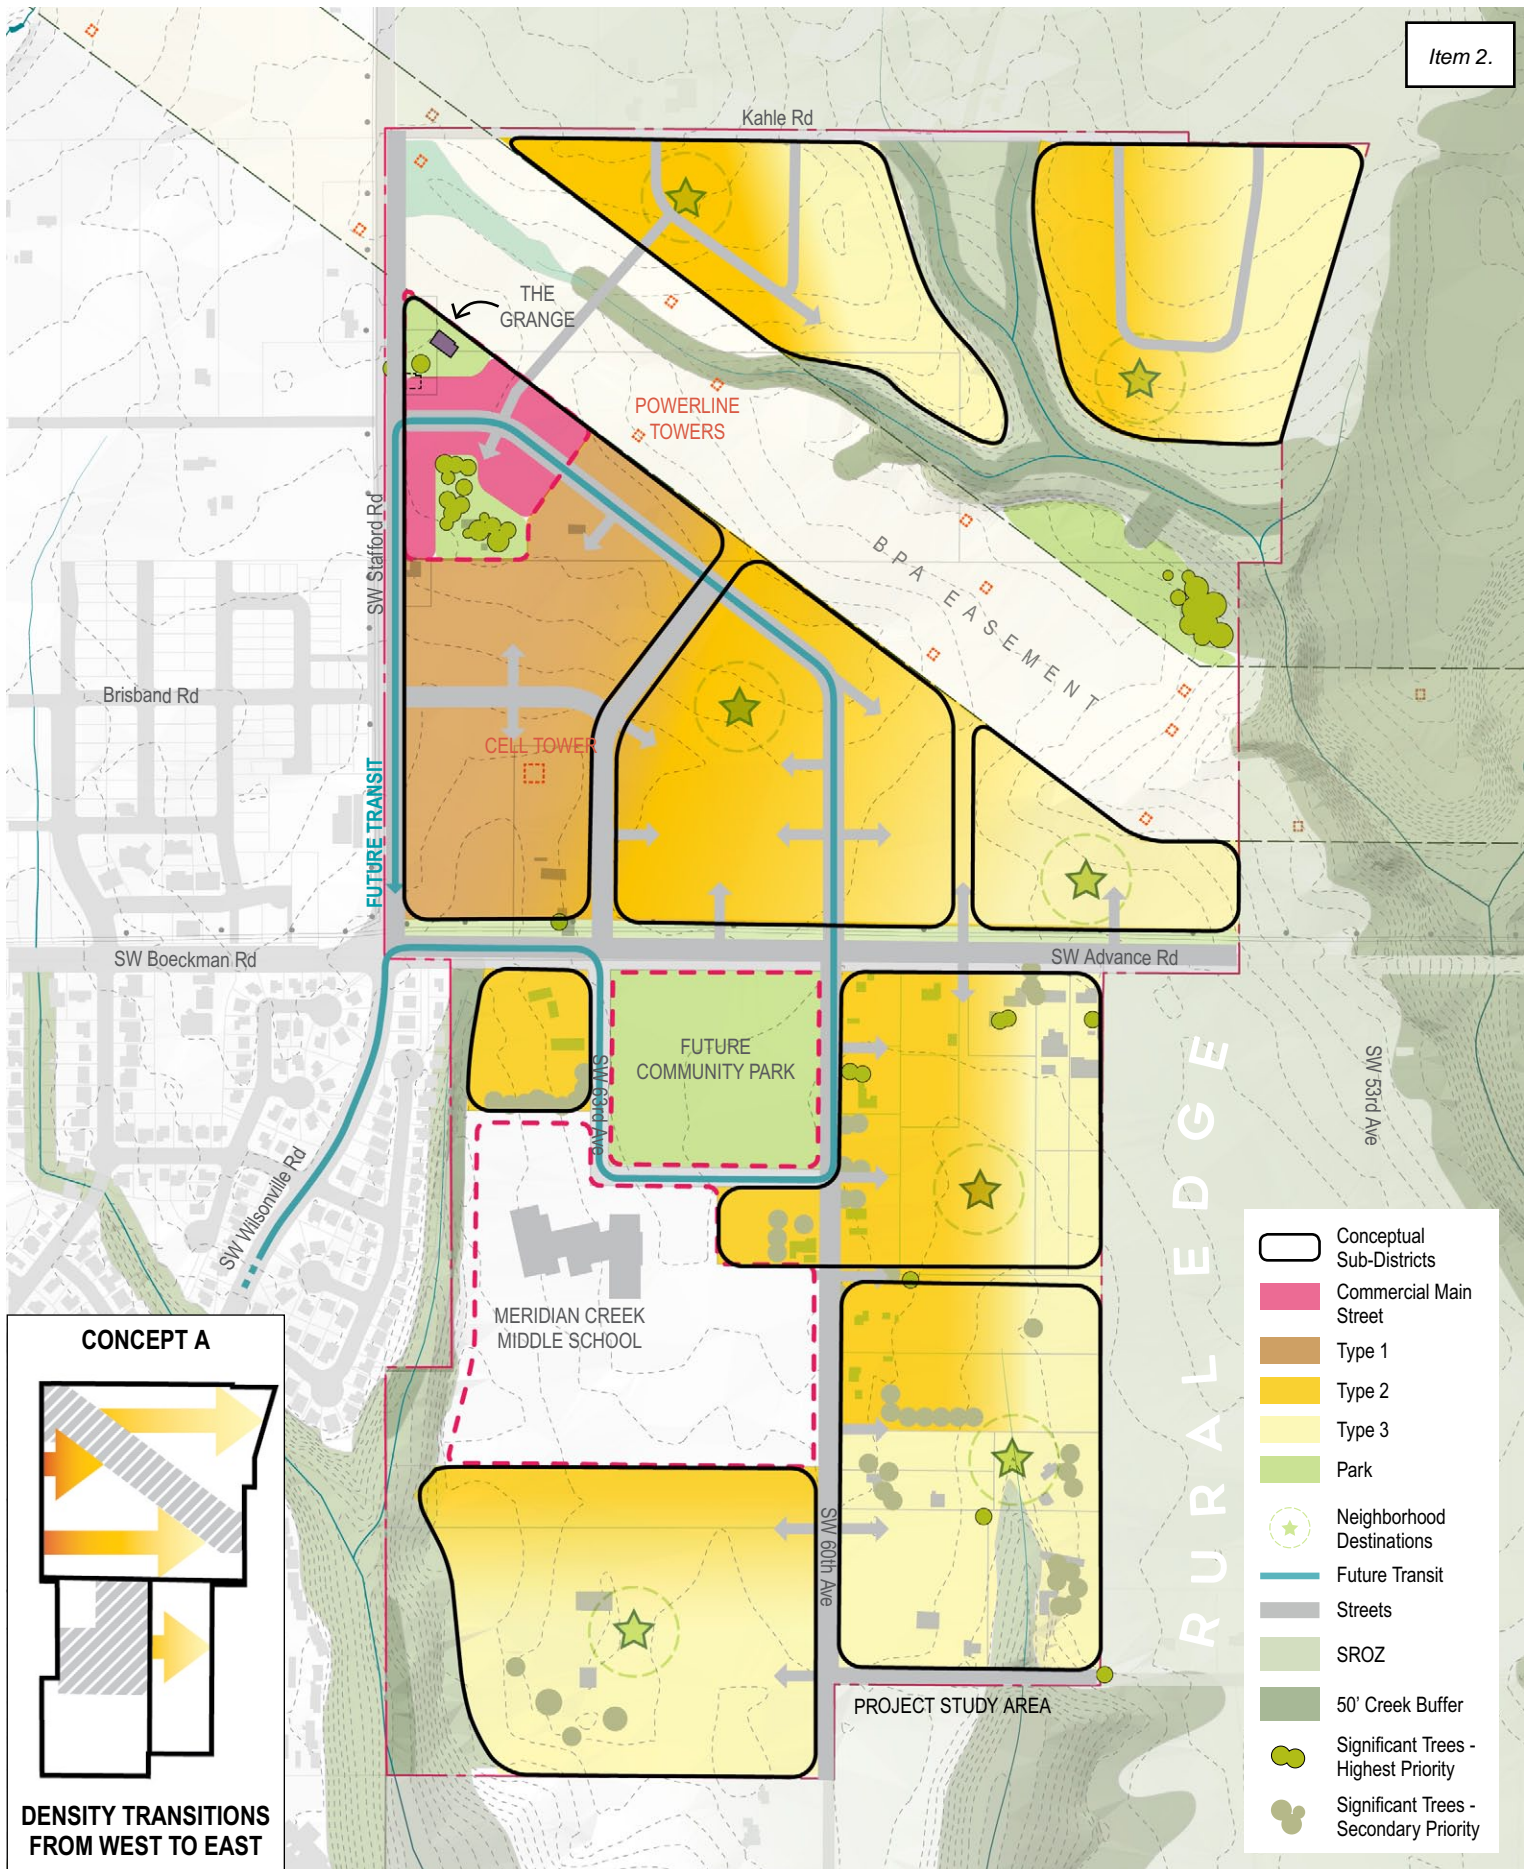 Item 2.
Kahle Rd
THE
GRANGE
POWERLINE
TOWERS
SW Stafford Rd
BPA EASEMENT
Brisband Rd
CELL TOWER
FUTURE TRANSIT
SW Boeckman Rd
SW Advance Rd
FUTURE
COMMUNITY PARK
SW 63rd Ave
SW 53rd Ave
SW Wilsonville Rd
RURAL EDGE
MERIDIAN CREEK
MIDDLE SCHOOL
SW 60th Ave
PROJECT STUDY AREA
CONCEPT A
DENSITY TRANSITIONS
FROM WEST TO EAST
Conceptual
Sub-Districts
Commercial Main
Street
Type 1
Type 2
Type 3
Park
Neighborhood
Destinations
Future Transit
Streets
SROZ
50' Creek Buffer
Significant Trees -
Highest Priority
Significant Trees -
Secondary Priority